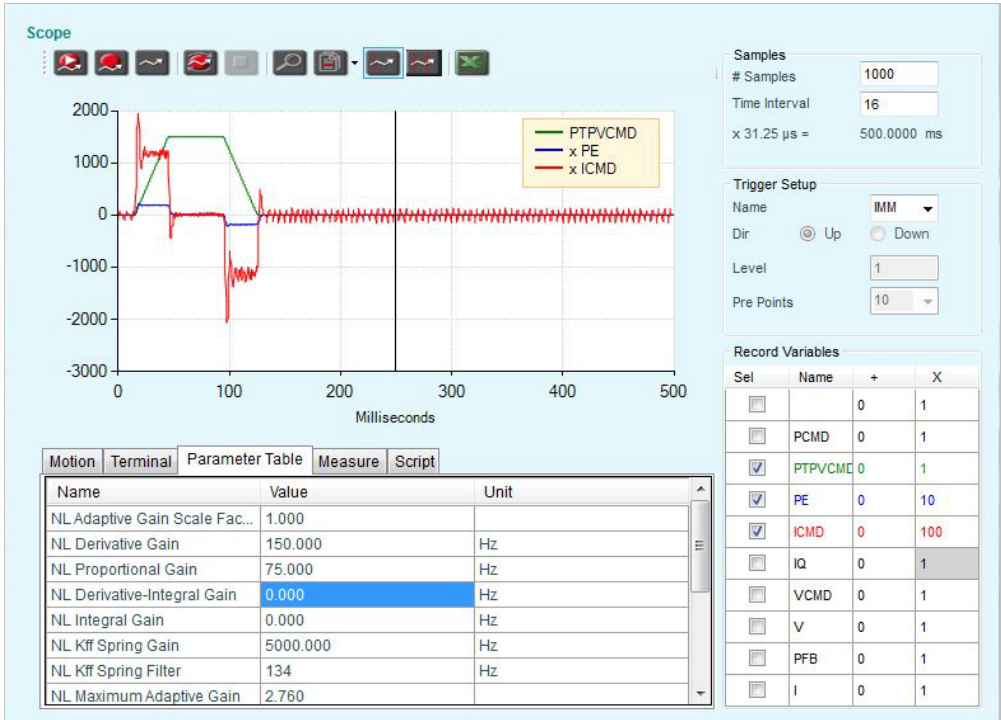 Scope
2000
1000
0
-1000
-2000
-3000
0 100 200 300 400 500
Milliseconds
PTPVCMD
x PE
x ICMD
Samples
# Samples 1000
Time Interval 16
x 31.25 µs = 500.0000 ms
Trigger Setup
Name IMM
Dir Up Down
Level 1
Pre Points 10
Record Variables
Sel Name + X
0 1
PCMD 0 1
PTPVCMD 0 1
PE 0 10
ICMD 0 100
IQ 0 1
VCMD 0 1
V 0 1
PFB 0 1
I 0 1
Motion Terminal Parameter Table Measure Script
Name Value Unit
NL Adaptive Gain Scale Fac... 1.000
NL Derivative Gain 150.000 Hz
NL Proportional Gain 75.000 Hz
NL Derivative-Integral Gain 0.000 Hz
NL Integral Gain 0.000 Hz
NL Kff Spring Gain 5000.000 Hz
NL Kff Spring Filter 134 Hz
NL Maximum Adaptive Gain 2.760